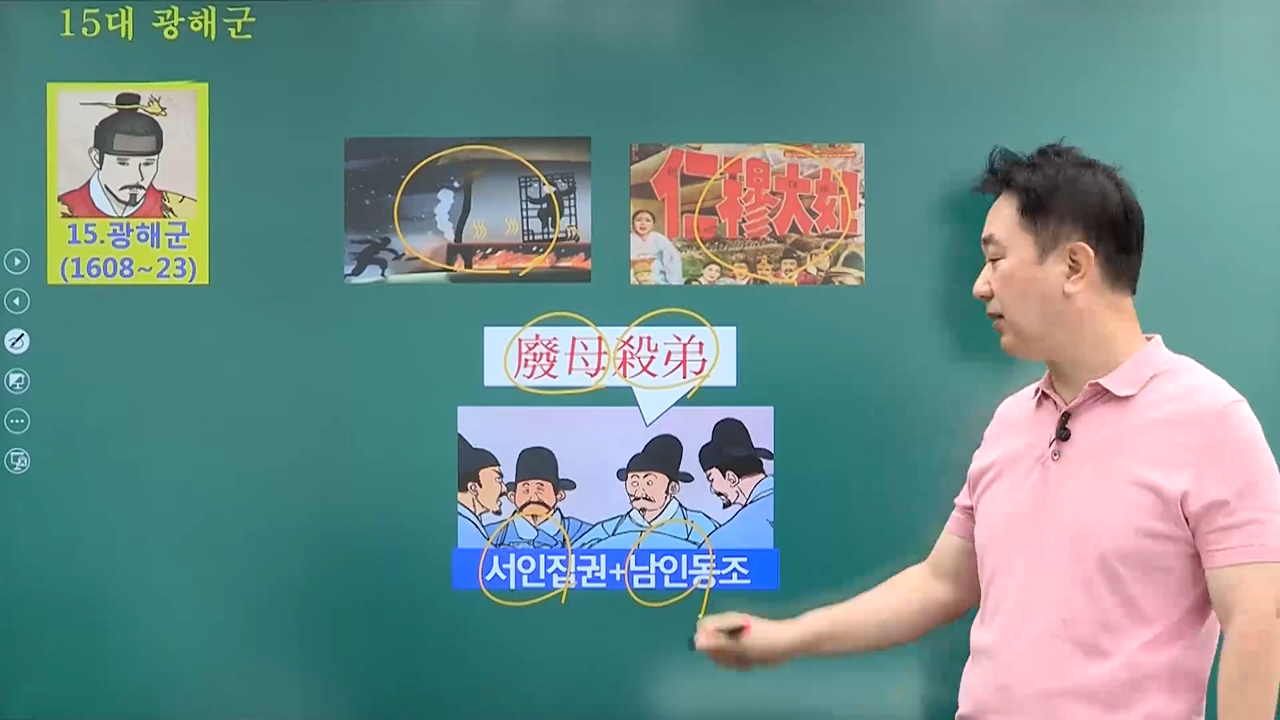 15대 광해군
15.광해군
(1608~23)
仁穆大妃
廢母殺弟
서인집권+남인동조